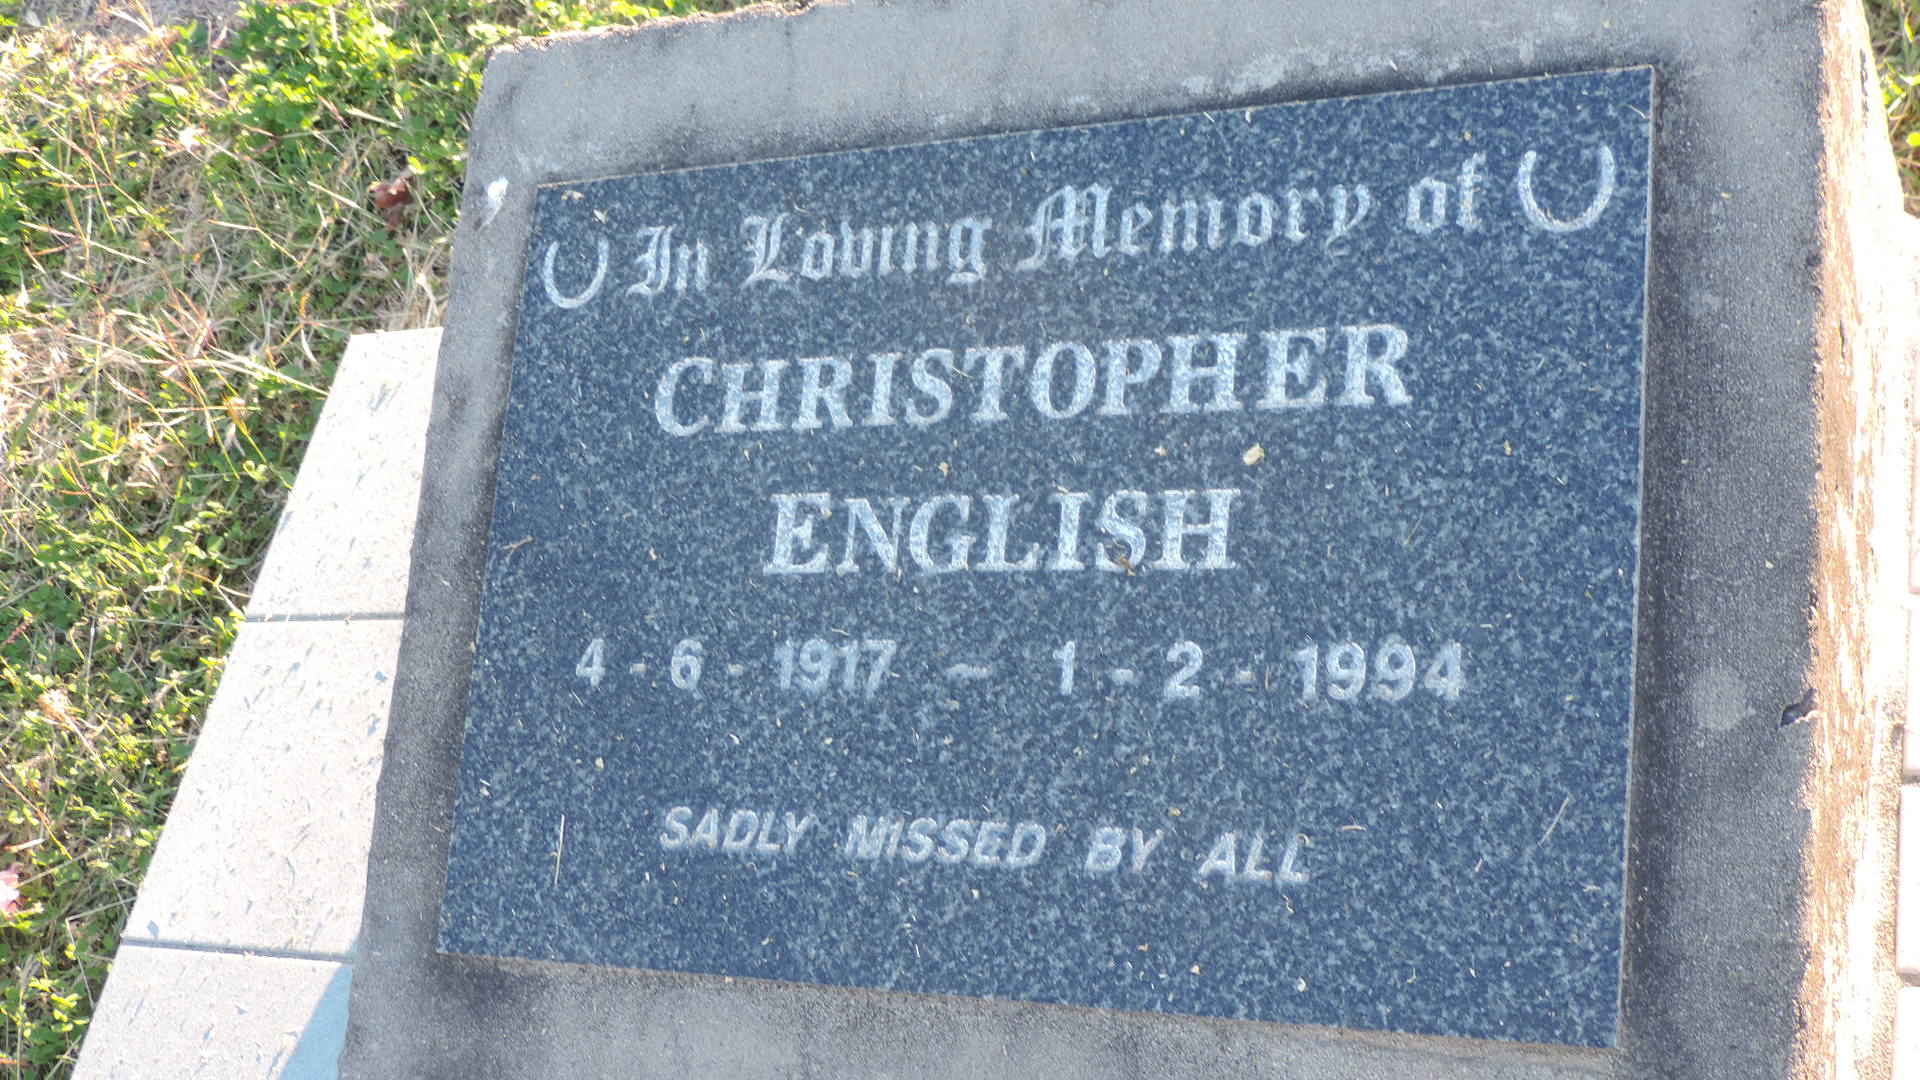 In Loving Memory of
CHRISTOPHER
ENGLISH
4 - 6 - 1917 - 1 - 2 - 1994
SADLY MISSED BY ALL